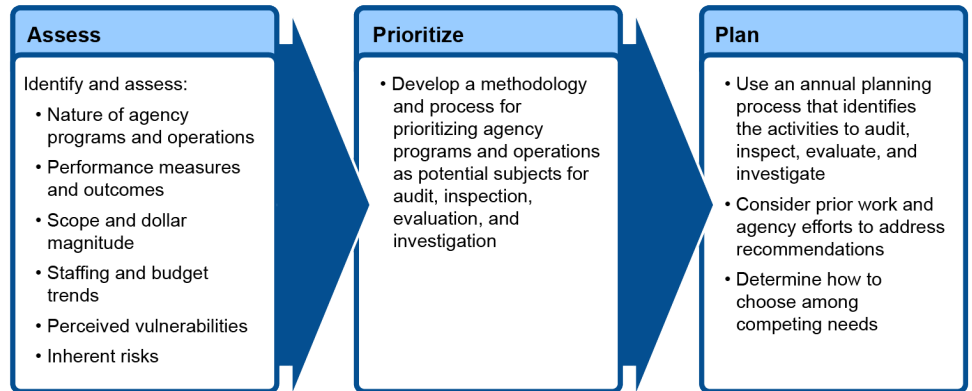 Assess
Identify and assess:
• Nature of agency
programs and operations
• Performance measures
and outcomes
• Scope and dollar
magnitude
• Staffing and budget
trends
• Perceived vulnerabilities
• Inherent risks
Prioritize
• Develop a methodology
and process for
prioritizing agency
programs and operations
as potential subjects for
audit, inspection,
evaluation, and
investigation
Plan
• Use an annual planning
process that identifies
the activities to audit,
inspect, evaluate, and
investigate
• Consider prior work and
agency efforts to address
recommendations
• Determine how to
choose among
competing needs